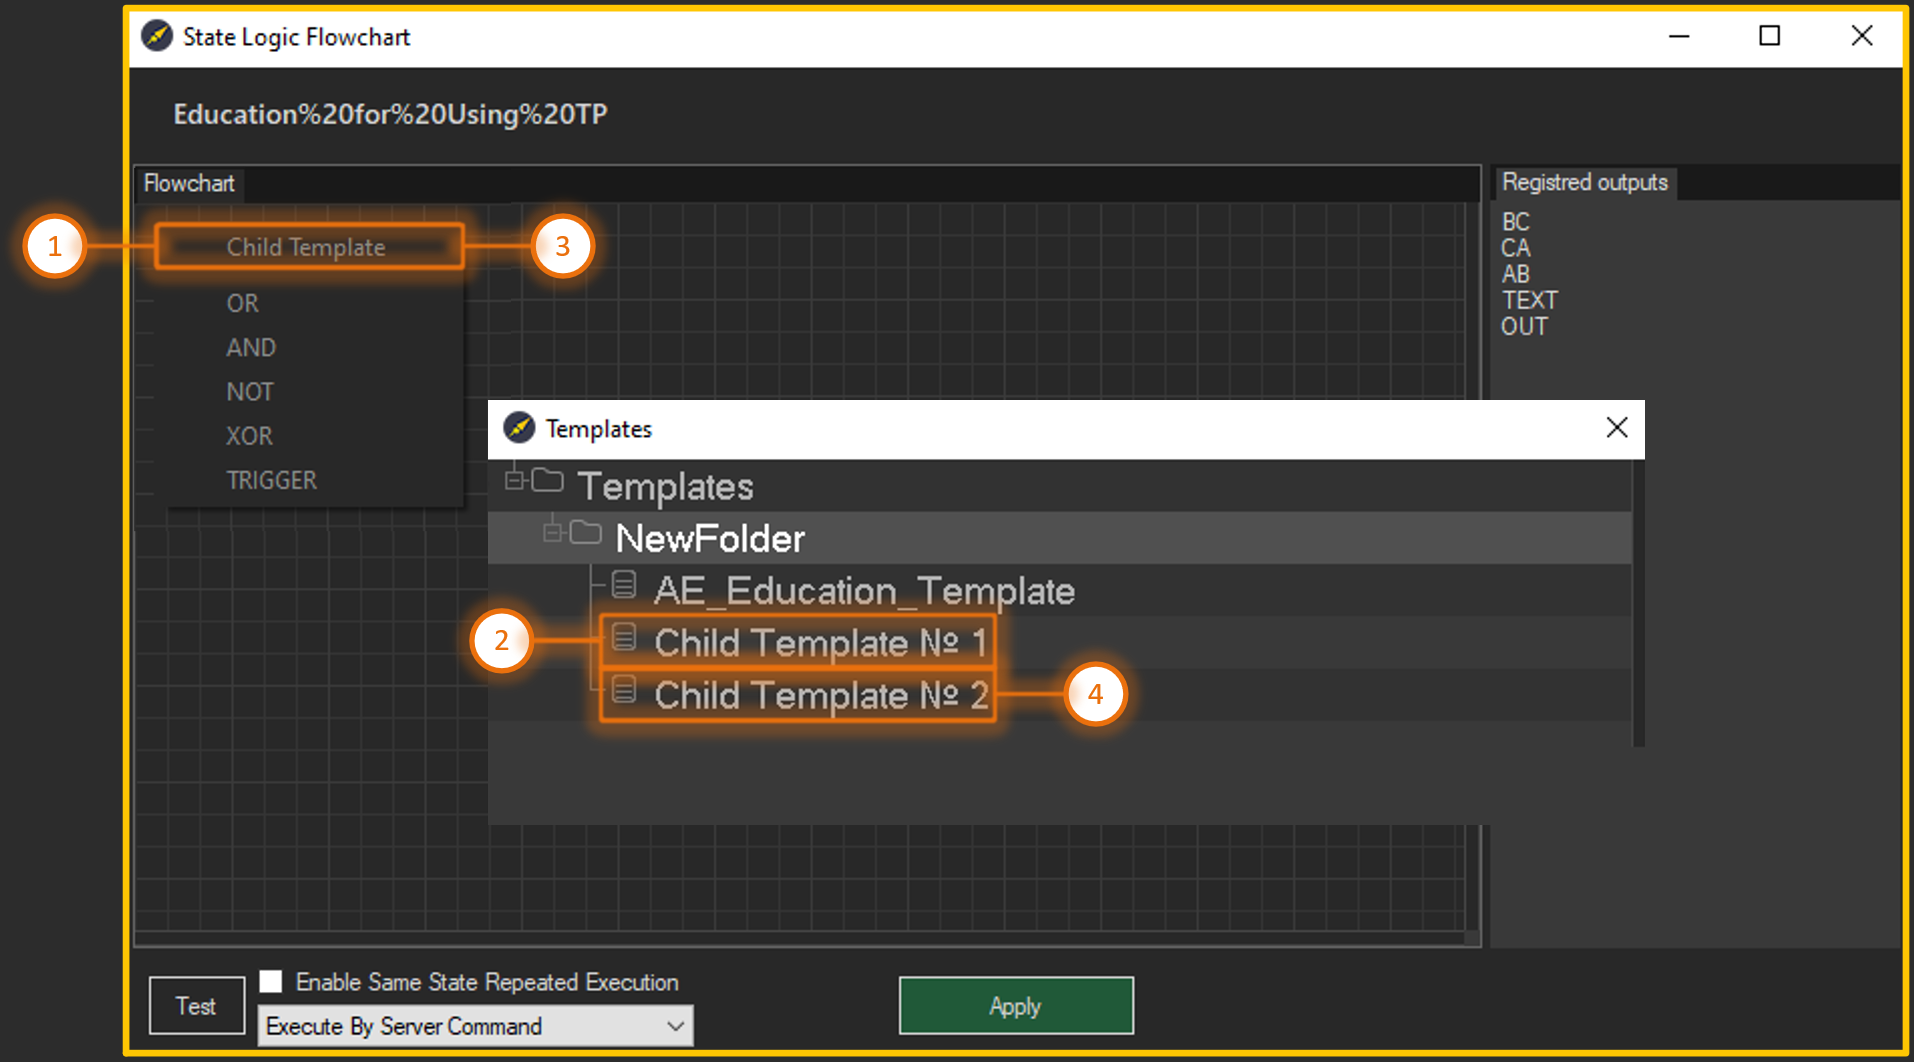 State Logic Flowchart
Education%20for%20Using%20TP
Flowchart
Registred outputs
1
Child Template
3
OR
AND
NOT
XOR
TRIGGER
BC
CA
AB
TEXT
OUT
Templates
Templates
NewFolder
AE_Education_Template
2
Child Template № 1
Child Template № 2
4
Test
Enable Same State Repeated Execution
Execute By Server Command
Apply